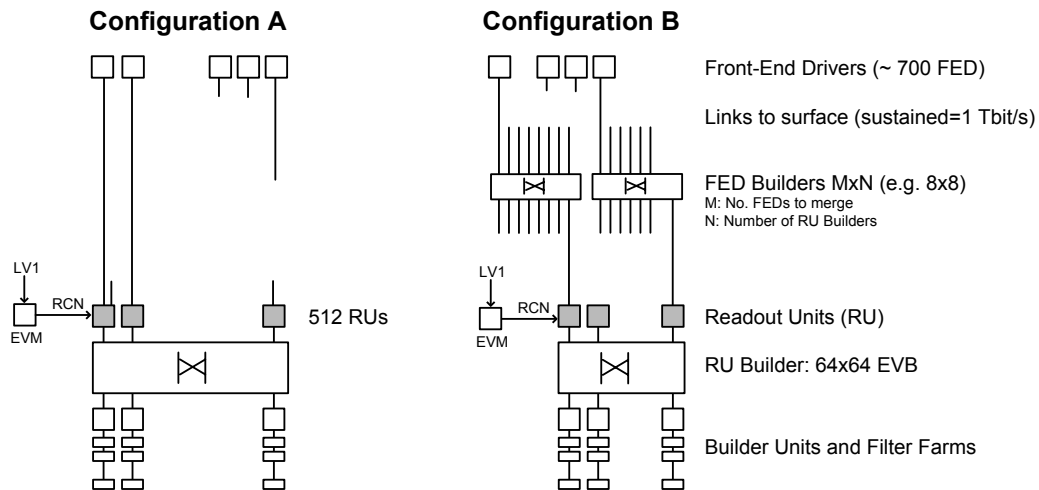 Configuration A
Configuration B
Front-End Drivers (~ 700 FED)
Links to surface (sustained=1 Tbit/s)
FED Builders MxN (e.g. 8x8)
M: No. FEDs to merge
N: Number of RU Builders
LV1
RCN
EVM
512 RUs
LV1
RCN
EVM
Readout Units (RU)
RU Builder: 64x64 EVB
Builder Units and Filter Farms